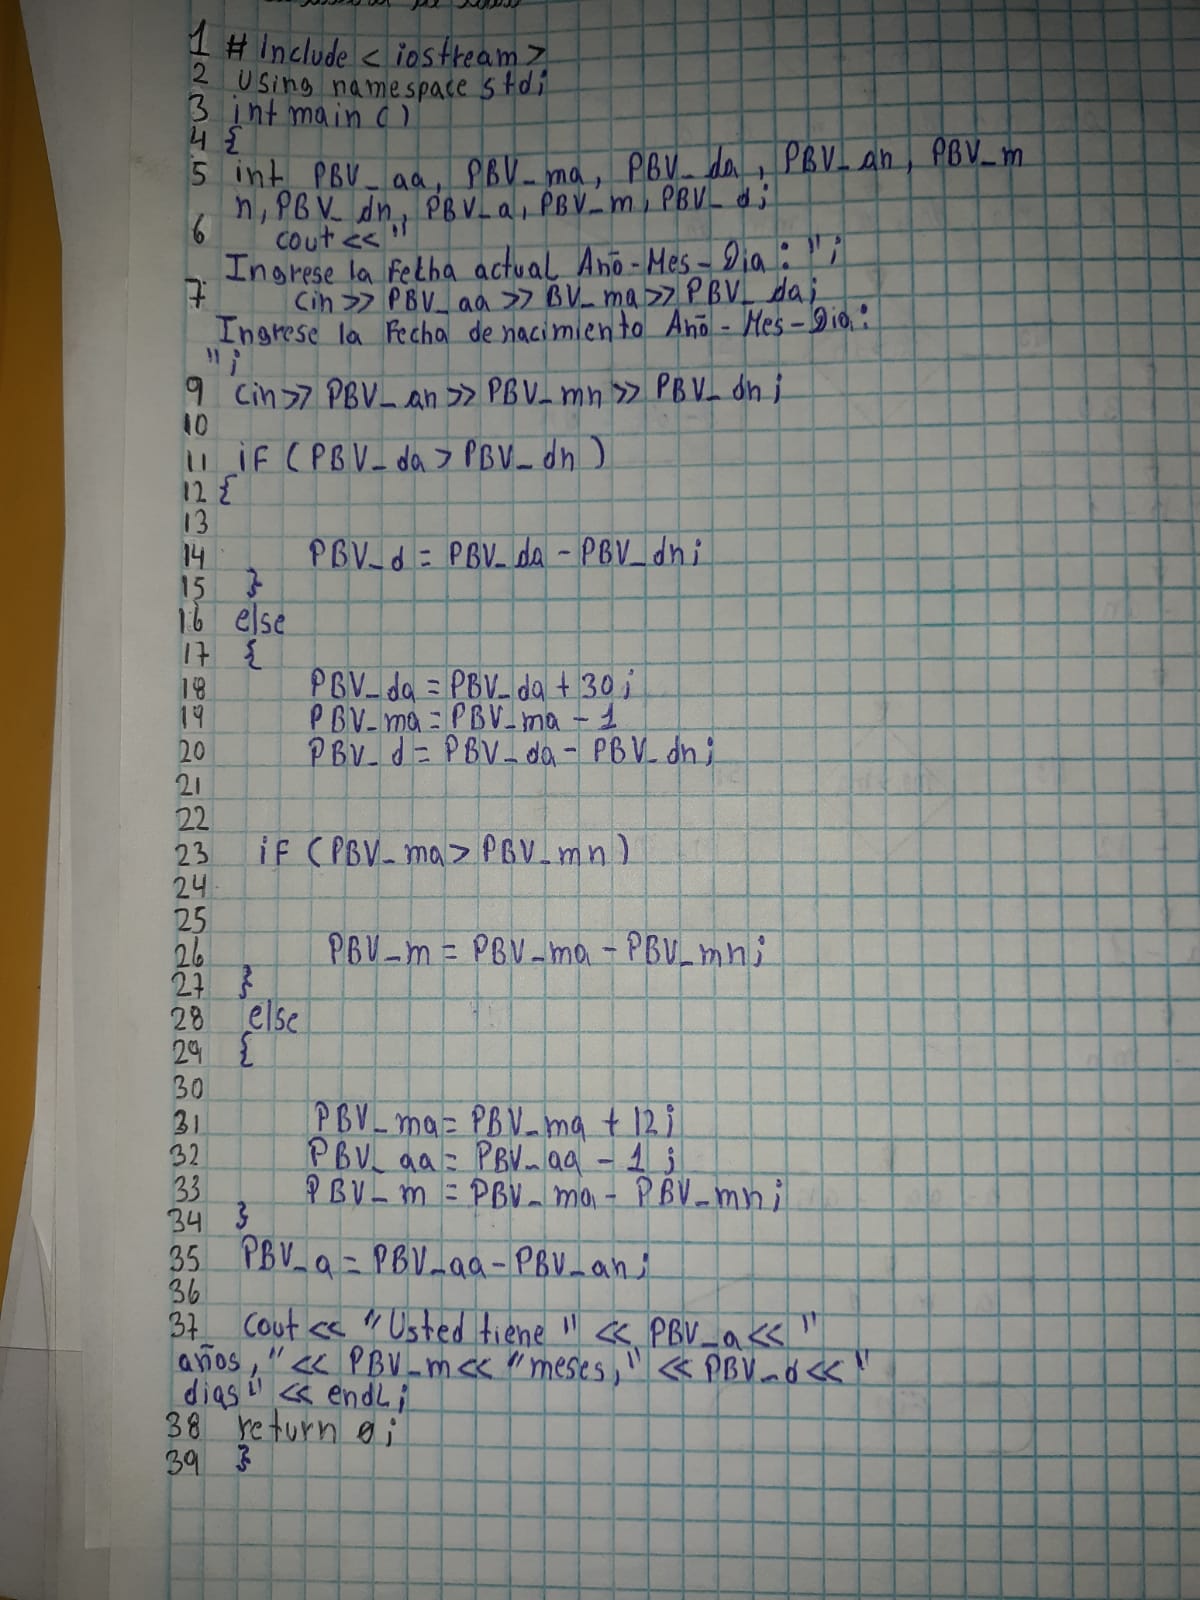 1 # Include < iostream >
2 Using namespace std;
3 int main ( )
4 {
5 int PBV_aa, PBV_ma, PBV_da, PBV_an, PBV_m
n, PBV_dn, PBV_a, PBV_m, PBV_d;
6 cout << "
Ingrese la Fecha actual Anō-Mes-Dia : ";
7 cin >> PBV_aa >> BV_ma >> PBV_da;
Ingrese la Fecha de nacimiento Anō - Mes - Dia:
";
9 cin >> PBV_an >> PBV_mn >> PBV_dn;
10
11 iF ( PBV_da > PBV_dn )
12 {
13
14 PBV_d = PBV_da - PBV_dn;
15 }
16 else
17 {
18 PBV_da = PBV_da + 30;
19 PBV_ma = PBV_ma - 1
20 PBV_d = PBV_da - PBV_dn;
21
22
23 iF ( PBV_ma > PBV_mn )
24
25
26 PBV_m = PBV_ma - PBV_mn;
27 }
28 else
29 {
30
31 PBV_ma = PBV_ma + 12;
32 PBV_aa = PBV_aa - 1;
33 PBV_m = PBV_ma - PBV_mn;
34 }
35 PBV_a = PBV_aa - PBV_an;
36
37 cout << "Usted tiene " << PBV_a << "
años, " << PBV_m << "meses, " << PBV_d << "
dias" << endL;
38 return 0;
39 }